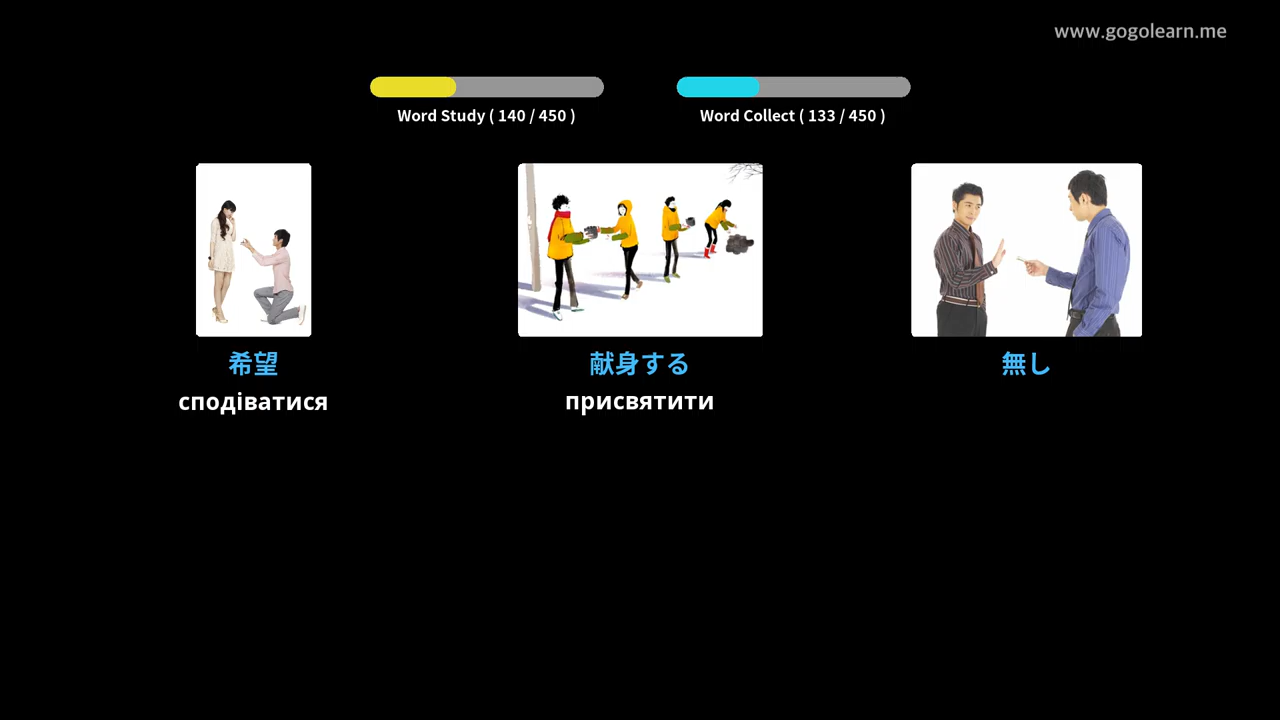 www.gogolearn.me
Word Study ( 140 / 450 )
Word Collect ( 133 / 450 )
希望
献身する
無し
сподіватися
присвятити